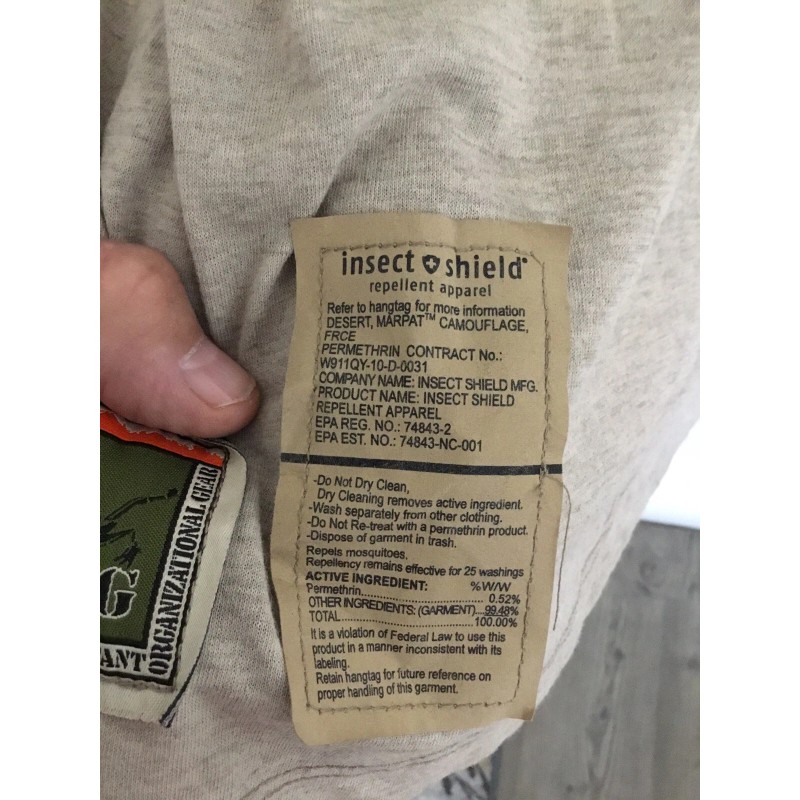 insect shield®
repellent apparel
Refer to hangtag for more information
DESERT, MARPAT™ CAMOUFLAGE,
FRCE
PERMETHRIN CONTRACT No.:
W911QY-10-D-0031
COMPANY NAME: INSECT SHIELD MFG.
PRODUCT NAME: INSECT SHIELD
REPELLENT APPAREL
EPA REG. NO.: 74843-2
EPA EST. NO.: 74843-NC-001
-Do Not Dry Clean,
Dry Cleaning removes active ingredient.
-Wash separately from other clothing.
-Do Not Re-treat with a permethrin product.
-Dispose of garment in trash.
Repels mosquitoes.
Repellency remains effective for 25 washings
ACTIVE INGREDIENT: %W/W
Permethrin............................. 0.52%
OTHER INGREDIENTS: (GARMENT)....99.48%
TOTAL................................. 100.00%
It is a violation of Federal Law to use this
product in a manner inconsistent with its
labeling.
Retain hangtag for future reference on
proper handling of this garment.
G
ANT
ORGANIZATIONAL GEAR